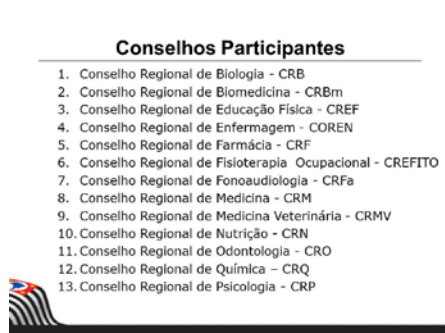 Conselhos Participantes
1. Conselho Regional de Biologia - CRB
2. Conselho Regional de Biomedicina - CRBm
3. Conselho Regional de Educação Física - CREF
4. Conselho Regional de Enfermagem - COREN
5. Conselho Regional de Farmácia - CRF
6. Conselho Regional de Fisioterapia Ocupacional - CREFITO
7. Conselho Regional de Fonoaudiologia - CRFa
8. Conselho Regional de Medicina - CRM
9. Conselho Regional de Medicina Veterinária - CRMV
10. Conselho Regional de Nutrição - CRN
11. Conselho Regional de Odontologia - CRO
12. Conselho Regional de Química – CRQ
13. Conselho Regional de Psicologia - CRP